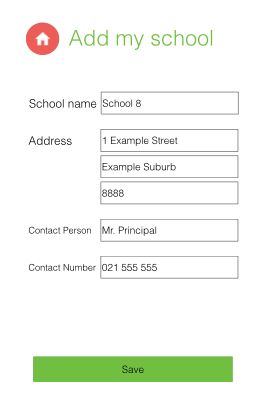 Add my school
School name School 8
Address 1 Example Street
Example Suburb
8888
Contact Person Mr. Principal
Contact Number 021 555 555
Save